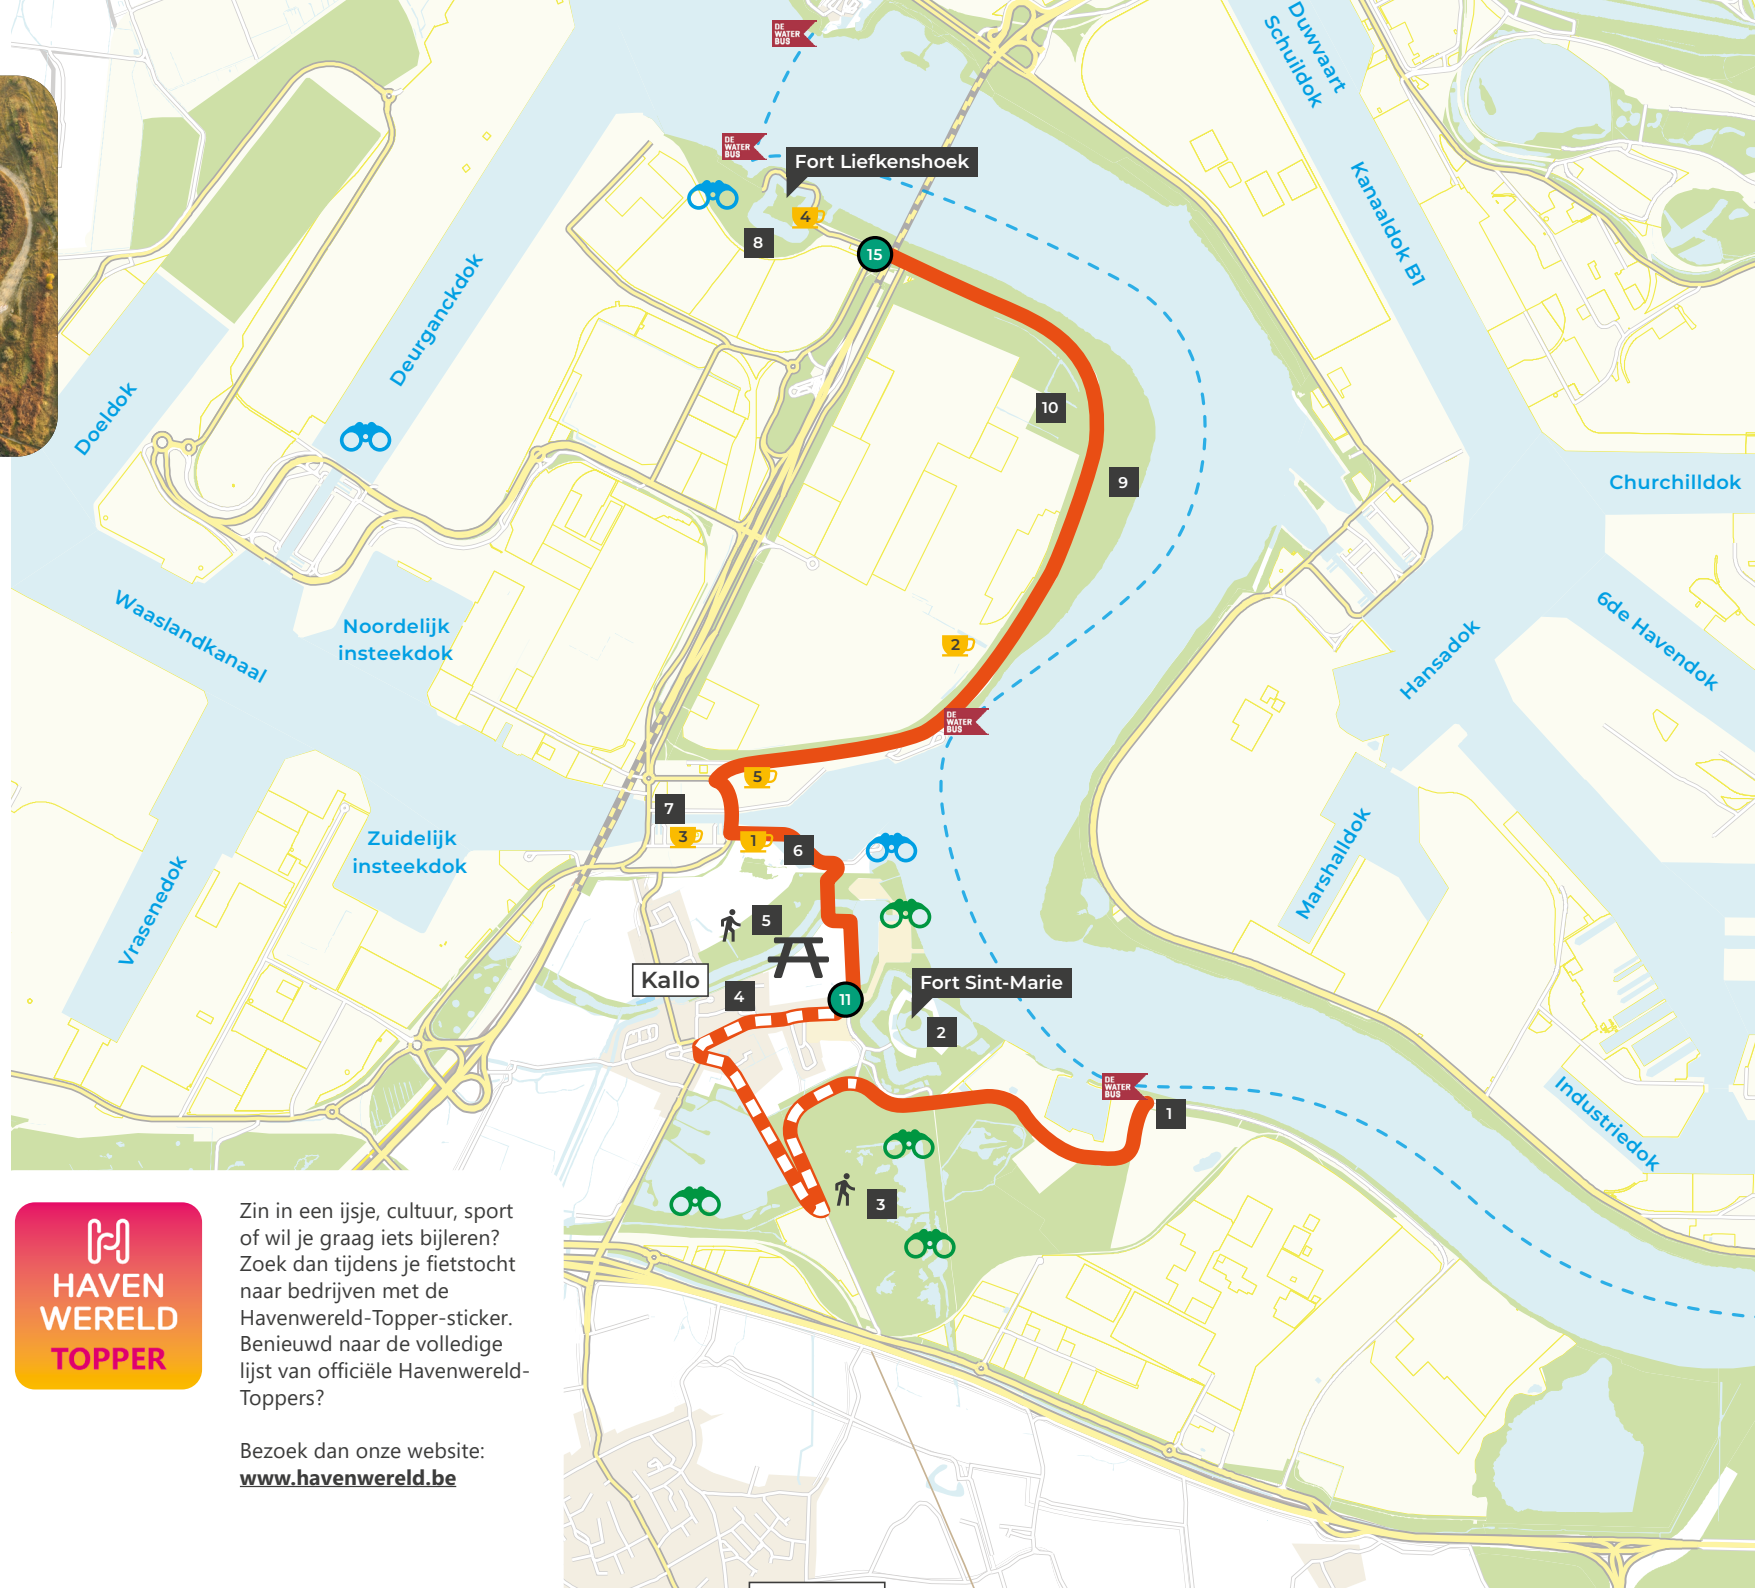 DE
WATER
BUS
Duwvaart
Schuildok
DE
WATER
BUS
Fort Liefkenshoek
4
8
15
Kanaaldok B1
Deurganckdok
Doeldok
10
9
Churchilldok
Waaslandkanaal
Noordelijk
insteekdok
6de Havendok
Hansadok
2
DE
WATER
BUS
5
7
3
1
6
Zuidelijk
insteekdok
Marshalldok
Vrasenedok
5
Kallo
4
11
Fort Sint-Marie
2
DE
WATER
BUS
1
Industriedok
3
HAVEN
WERELD
TOPPER
Zin in een ijsje, cultuur, sport
of wil je graag iets bijleren?
Zoek dan tijdens je fietstocht
naar bedrijven met de
Havenwereld-Topper-sticker.
Benieuwd naar de volledige
lijst van officiële Havenwereld-
Toppers?
Bezoek dan onze website:
www.havenwereld.be